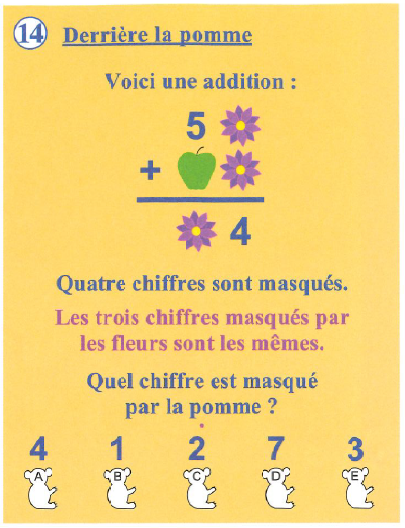 14 Derrière la pomme
Voici une addition :
5
+
4
Quatre chiffres sont masqués.
Les trois chiffres masqués par
les fleurs sont les mêmes.
Quel chiffre est masqué
par la pomme ?
4 1 2 7 3
A B C D E